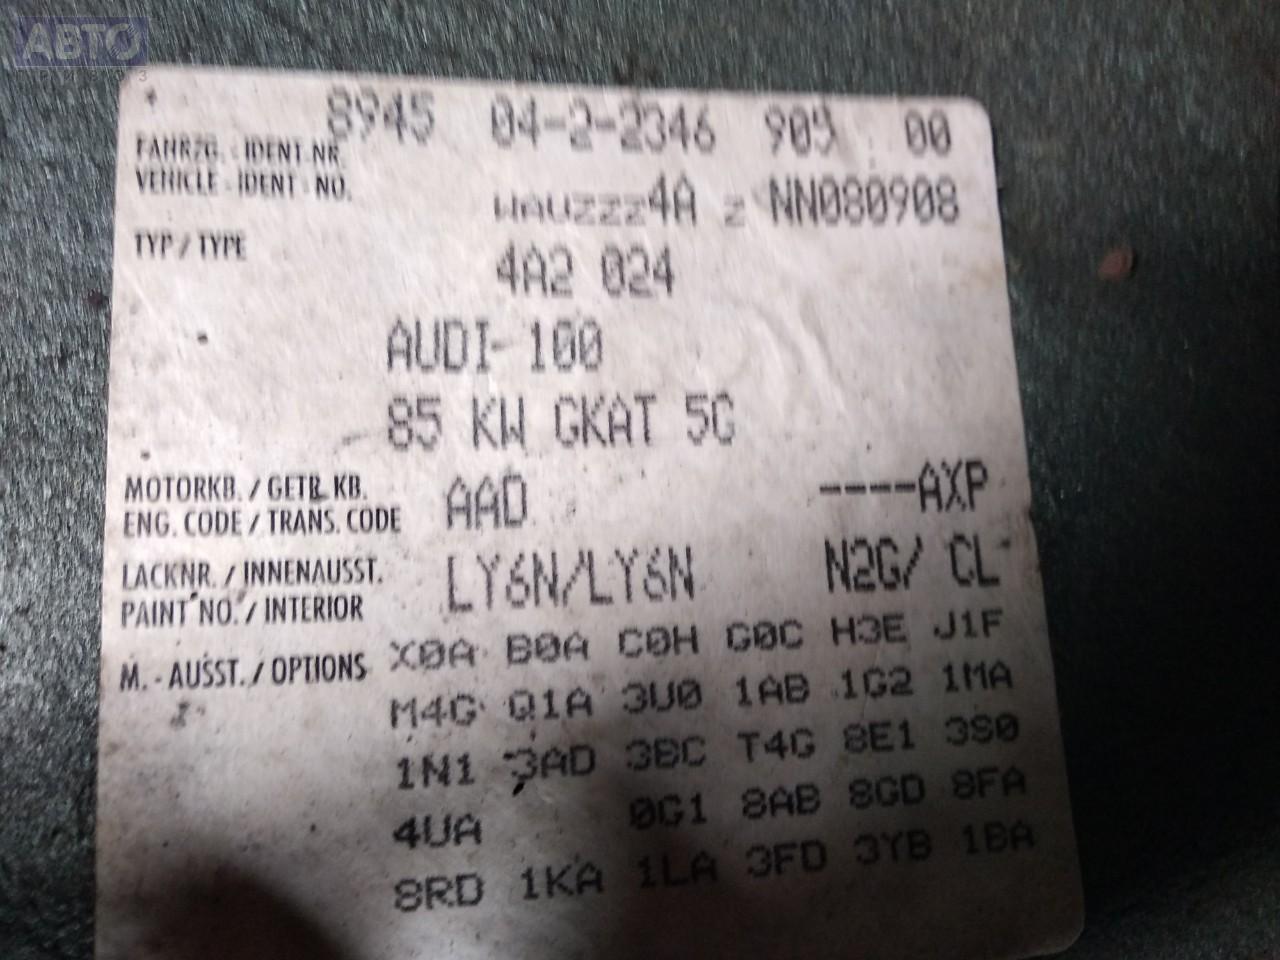 АВТО
8945 04-2-2346 905 00
FAHRZG.-IDENT-NR.
VEHICLE-IDENT-NO.
WAUZZZ4A Z NN080908
TYP / TYPE
4A2 024
AUDI 100
85 KW GKAT 5G
MOTORKB. / GETR. KB.
ENG. CODE / TRANS. CODE
AAD ----AXP
LACKNR. / INNENAUSST.
PAINT NO. / INTERIOR
LY6N/LY6N N2G/ CL
M.-AUSST. / OPTIONS
X0A B0A C0H G0C H3E J1F
M4G Q1A 3U0 1AB 1G2 1MA
1N1 3AD 3BC T4G 8E1 3S0
4UA 0G1 8AB 8GD 8FA
8RD 1KA 1LA 3FD 3YB 1BA